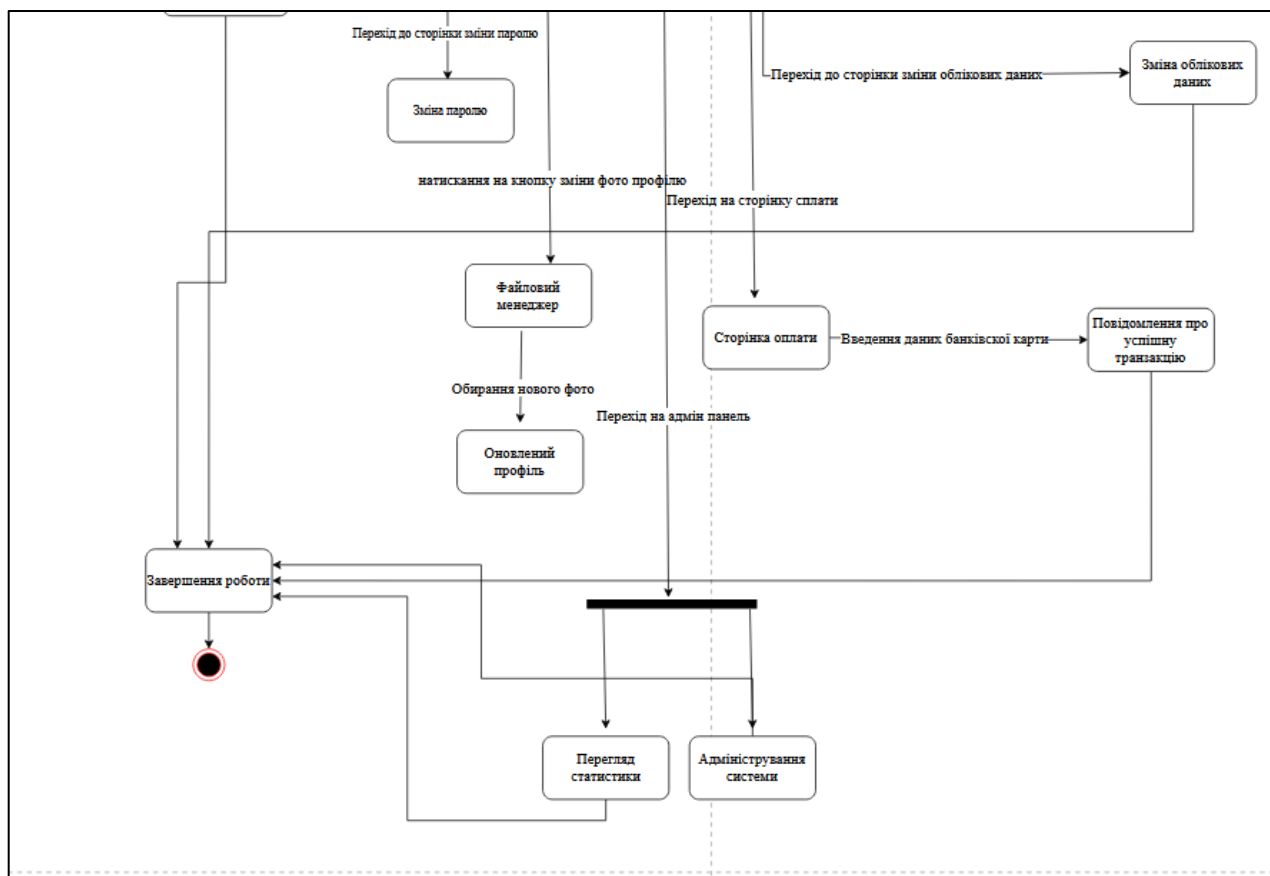 Перехід до сторінки зміни паролю
Зміна облікових
даних
Перехід до сторінки зміни облікових даних
Зміна паролю
натискання на кнопку зміни фото профілю
Перехід на сторінку сплати
Файловий
менеджер
Сторінка оплати
Введення даних банківскої карти
Повідомлення про
успішну
транзакцію
Обирання нового фото
Перехід на адмін панель
Оновлений
профіль
Завершення роботи
Перегляд
статистики
Адміністрування
системи